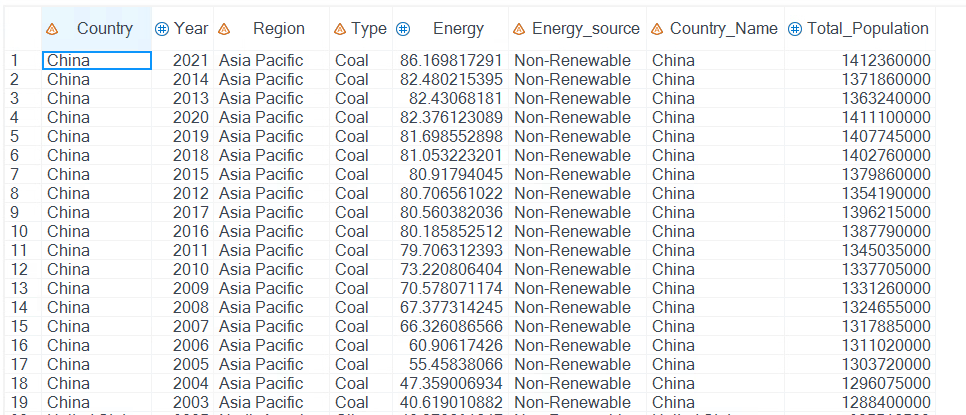 Country Year Region Type Energy Energy_source Country_Name Total_Population
1 China 2021 Asia Pacific Coal 86.169817291 Non-Renewable China 1412360000
2 China 2014 Asia Pacific Coal 82.480215395 Non-Renewable China 1371860000
3 China 2013 Asia Pacific Coal 82.43068181 Non-Renewable China 1363240000
4 China 2020 Asia Pacific Coal 82.376123089 Non-Renewable China 1411100000
5 China 2019 Asia Pacific Coal 81.698552898 Non-Renewable China 1407745000
6 China 2018 Asia Pacific Coal 81.053223201 Non-Renewable China 1402760000
7 China 2015 Asia Pacific Coal 80.91794045 Non-Renewable China 1379860000
8 China 2012 Asia Pacific Coal 80.706561022 Non-Renewable China 1354190000
9 China 2017 Asia Pacific Coal 80.560382036 Non-Renewable China 1396215000
10 China 2016 Asia Pacific Coal 80.185852512 Non-Renewable China 1387790000
11 China 2011 Asia Pacific Coal 79.706312393 Non-Renewable China 1345035000
12 China 2010 Asia Pacific Coal 73.220806404 Non-Renewable China 1337705000
13 China 2009 Asia Pacific Coal 70.578071174 Non-Renewable China 1331260000
14 China 2008 Asia Pacific Coal 67.377314245 Non-Renewable China 1324655000
15 China 2007 Asia Pacific Coal 66.326086566 Non-Renewable China 1317885000
16 China 2006 Asia Pacific Coal 60.90617426 Non-Renewable China 1311020000
17 China 2005 Asia Pacific Coal 55.45838066 Non-Renewable China 1303720000
18 China 2004 Asia Pacific Coal 47.359006934 Non-Renewable China 1296075000
19 China 2003 Asia Pacific Coal 40.619010882 Non-Renewable China 1288400000